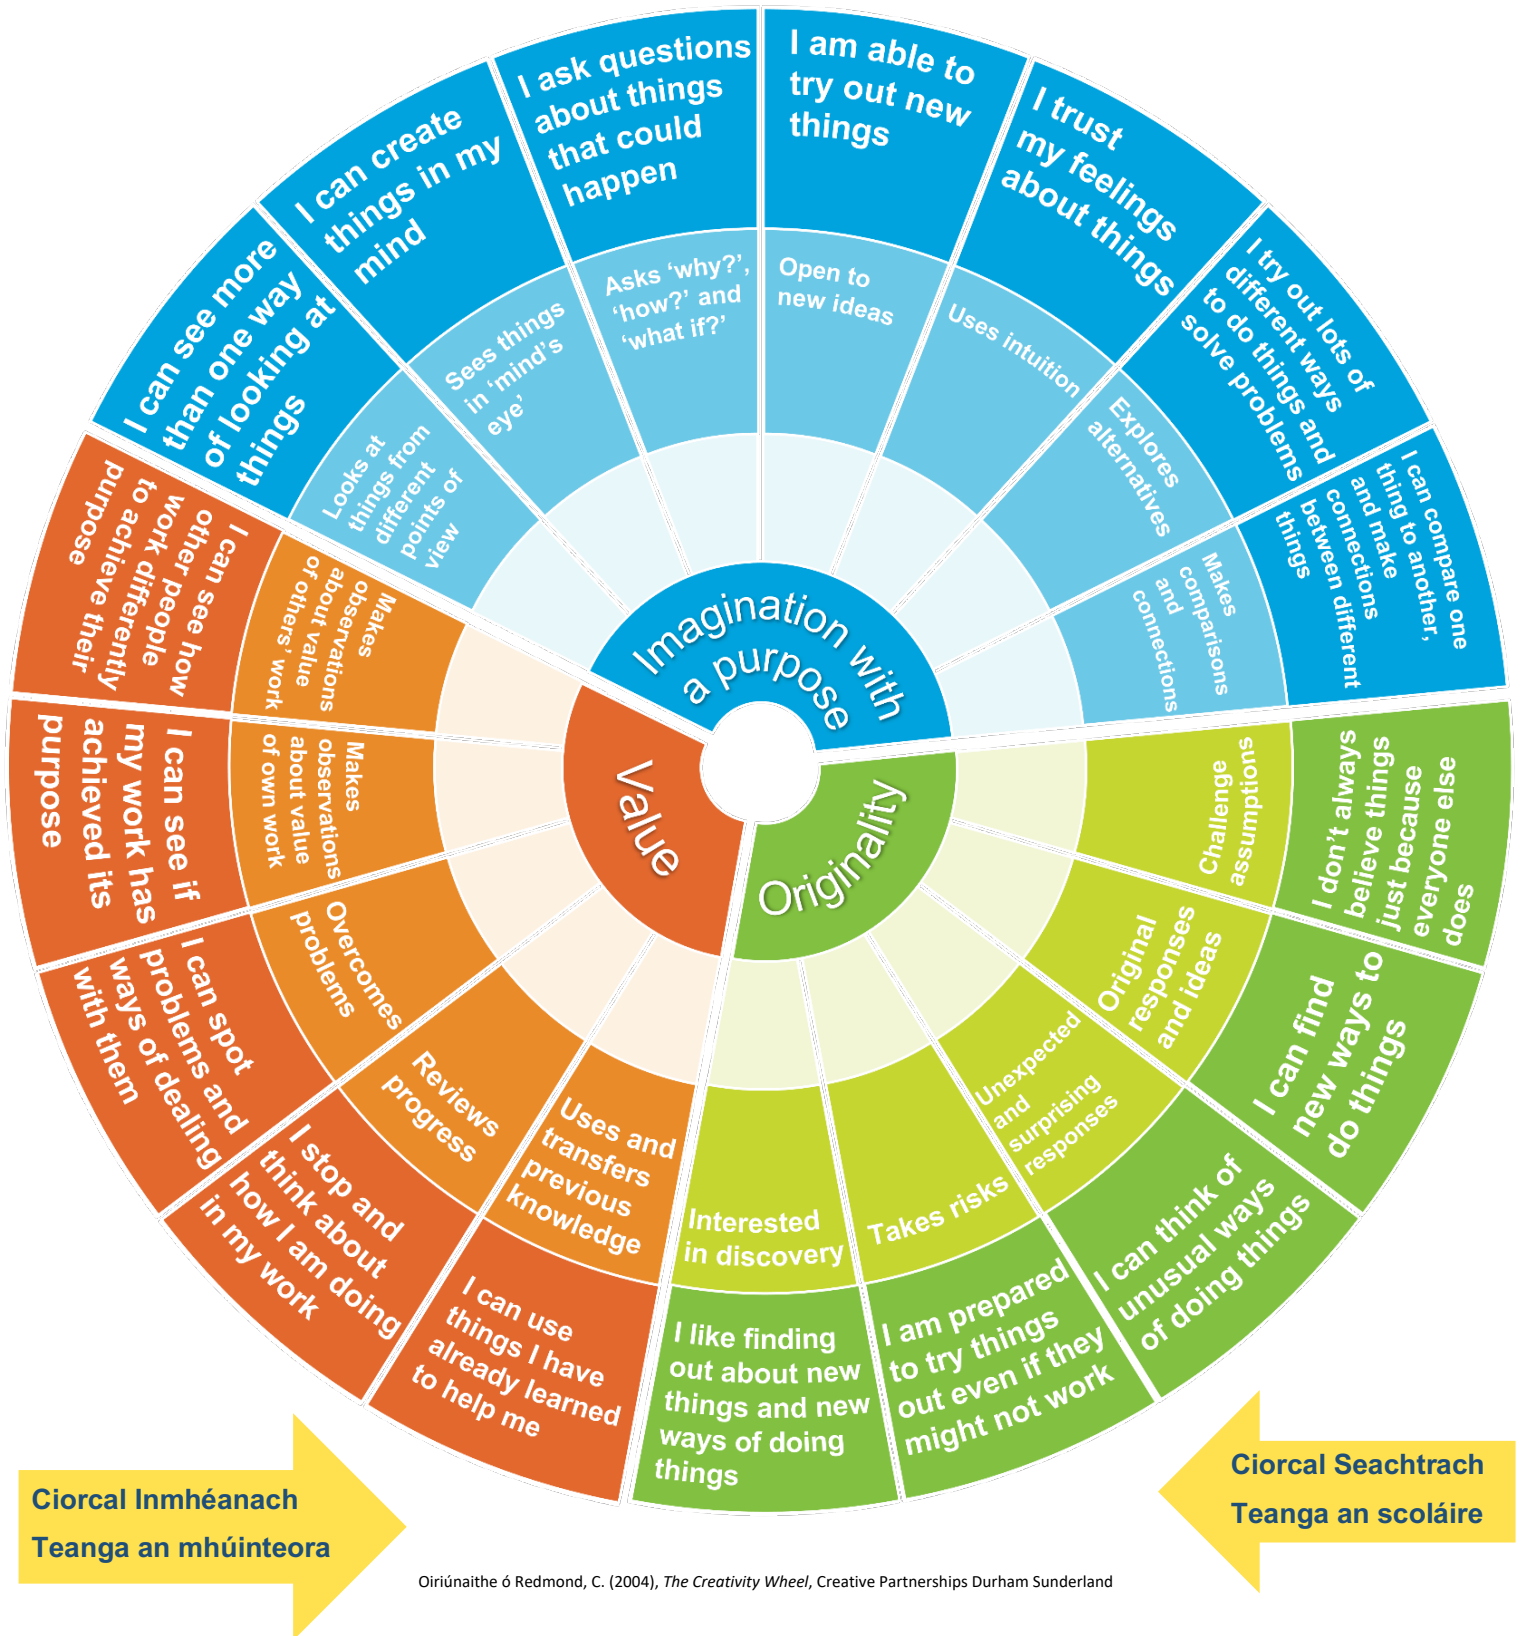 Imagination with
a purpose
Originality
Value
I can see more
than one way
of looking at
things
Looks at
things from
different
points of
view
I can create
things in my
mind
Sees things
in ‘mind’s
eye’
I ask questions
about things
that could
happen
Asks ‘why?’,
‘how?’ and
‘what if?’
I am able to
try out new
things
Open to
new ideas
I trust
my feelings
about things
Uses intuition
I try out lots of
different ways
to do things and
solve problems
Explores
alternatives
I can compare one
thing to another,
and make
connections
between different
things
Makes
comparisons
and
connections
I don’t always
believe things
just because
everyone else
does
Challenge
assumptions
I can find
new ways to
do things
Original
responses
and ideas
I can think of
unusual ways
of doing things
Unexpected
and
surprising
responses
I am prepared
to try things
out even if they
might not work
Takes risks
I like finding
out about new
things and new
ways of doing
things
Interested
in discovery
I can use
things I have
already learned
to help me
Uses and
transfers
previous
knowledge
I stop and
think about
how I am doing
in my work
Reviews
progress
I can spot
problems and
ways of dealing
with them
Overcomes
problems
I can see if
my work has
achieved its
purpose
Makes
observations
about value
of own work
I can see how
other people
work differently
to achieve their
purpose
Makes
observations
about value
of others’ work
Ciorcal Inmhéanach
Teanga an mhúinteora
Ciorcal Seachtrach
Teanga an scoláire
Oiriúnaithe ó Redmond, C. (2004), The Creativity Wheel, Creative Partnerships Durham Sunderland